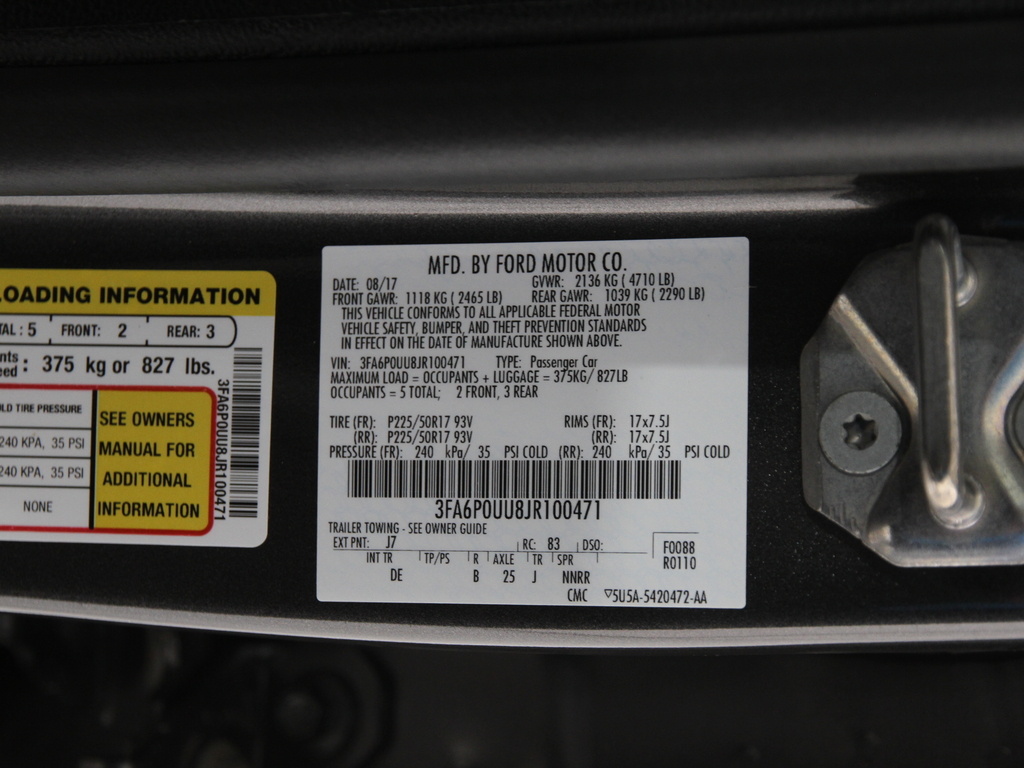 LOADING INFORMATION
TAL : 5 FRONT: 2 REAR: 3
375 kg or 827 lbs.
LD TIRE PRESSURE
240 KPA, 35 PSI
240 KPA, 35 PSI
NONE
SEE OWNERS
MANUAL FOR
ADDITIONAL
INFORMATION
3FA6P0UU8JR100471
MFD. BY FORD MOTOR CO.
DATE: 08/17 GVWR: 2136 KG ( 4710 LB)
FRONT GAWR: 1118 KG ( 2465 LB) REAR GAWR: 1039 KG ( 2290 LB)
THIS VEHICLE CONFORMS TO ALL APPLICABLE FEDERAL MOTOR
VEHICLE SAFETY, BUMPER, AND THEFT PREVENTION STANDARDS
IN EFFECT ON THE DATE OF MANUFACTURE SHOWN ABOVE.
VIN: 3FA6P0UU8JR100471 TYPE: Passenger Car
MAXIMUM LOAD = OCCUPANTS + LUGGAGE = 375KG/ 827LB
OCCUPANTS = 5 TOTAL; 2 FRONT, 3 REAR
TIRE (FR): P225/50R17 93V RIMS (FR): 17x7.5J
(RR): P225/50R17 93V (RR): 17x7.5J
PRESSURE (FR): 240 kPa/ 35 PSI COLD (RR): 240 kPa/ 35 PSI COLD
3FA6P0UU8JR100471
TRAILER TOWING - SEE OWNER GUIDE
EXT PNT: J7 RC: 83 DSO: F0088
INT TR TP/PS R AXLE TR SPR R0110
DE B 25 J NNRR
CMC ▽5U5A-5420472-AA